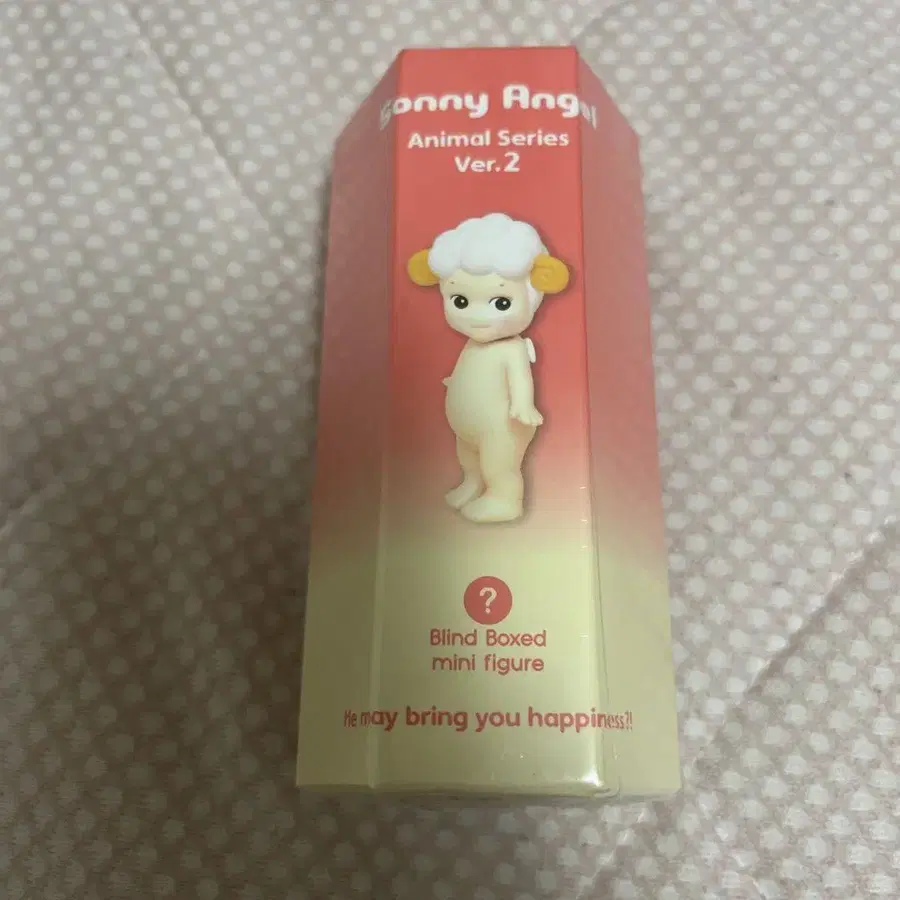 Sonny Angel
Animal Series
Ver.2
?
Blind Boxed
mini figure
He may bring you happiness?!